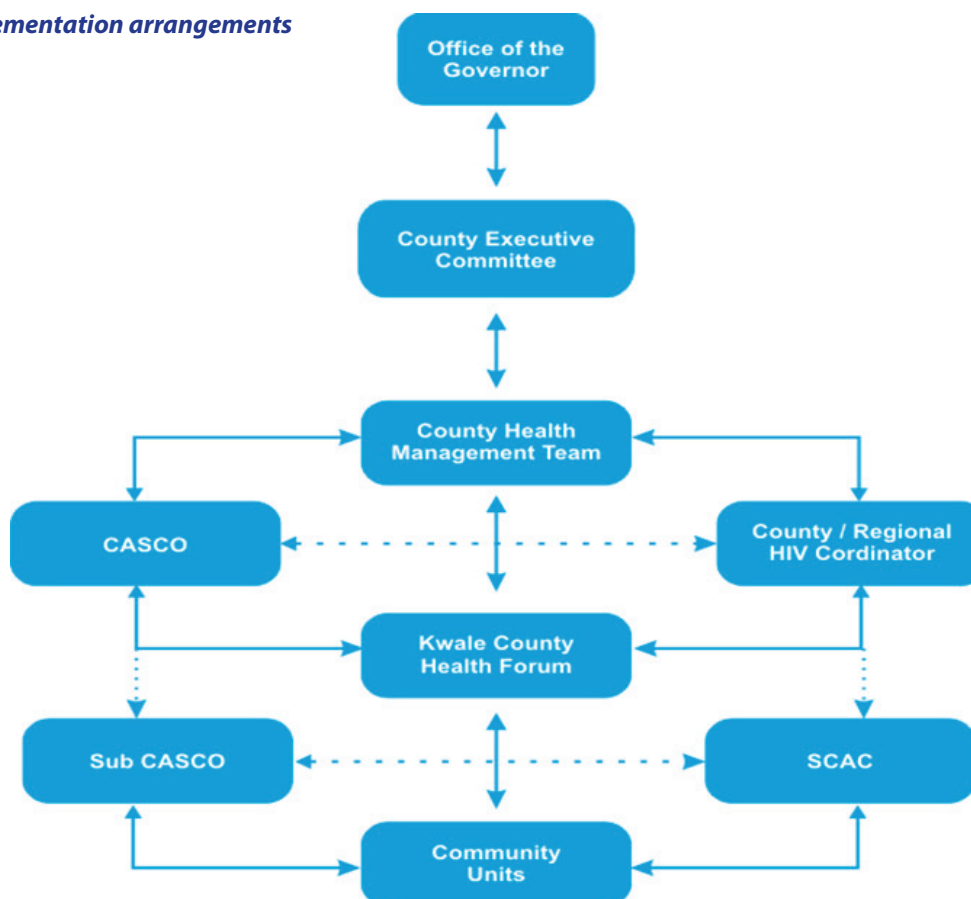 ementation arrangements
Office of the
Governor
County Executive
Committee
County Health
Management Team
CASCO
County / Regional
HIV Cordinator
Kwale County
Health Forum
Sub CASCO
SCAC
Community
Units